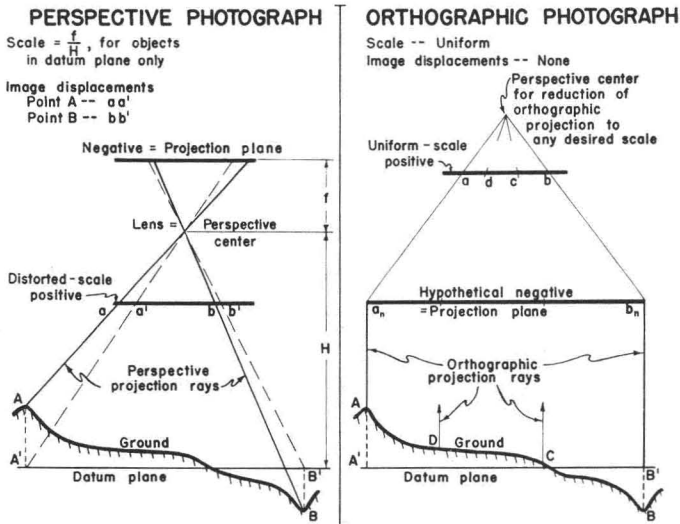 PERSPECTIVE PHOTOGRAPH
Scale = f/H, for objects
in datum plane only
Image displacements
Point A -- aa'
Point B -- bb'
Negative = Projection plane
f
Lens =
Perspective
center
Distorted-scale
positive
a
a'
b
b'
H
Perspective
projection rays
A
Ground
A'
B'
Datum plane
B
ORTHOGRAPHIC PHOTOGRAPH
Scale -- Uniform
Image displacements -- None
Perspective center
for reduction of
orthographic
projection to
any desired scale
Uniform-scale
positive
a
d
c
b
Hypothetical negative
= Projection plane
an
bn
Orthographic
projection rays
A
D
Ground
C
A'
B'
Datum plane
B